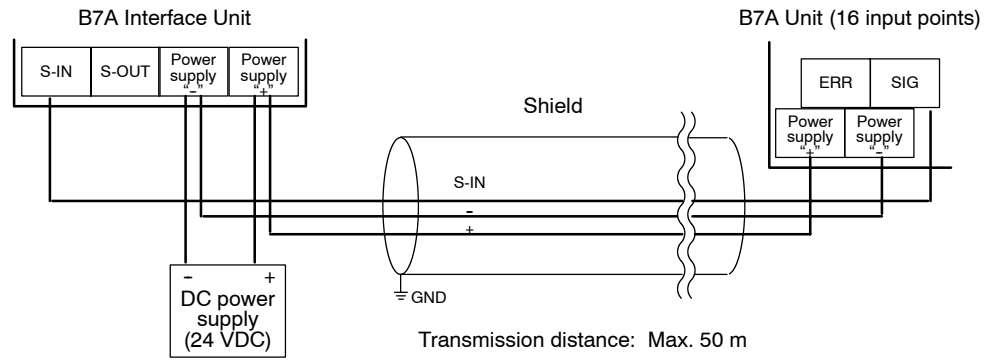 B7A Interface Unit
B7A Unit (16 input points)
S-IN
S-OUT
Power
supply
“-”
Power
supply
“+”
ERR
SIG
Power
supply
“+”
Power
supply
“-”
Shield
S-IN
-
+
- +
DC power
supply
(24 VDC)
GND
Transmission distance: Max. 50 m